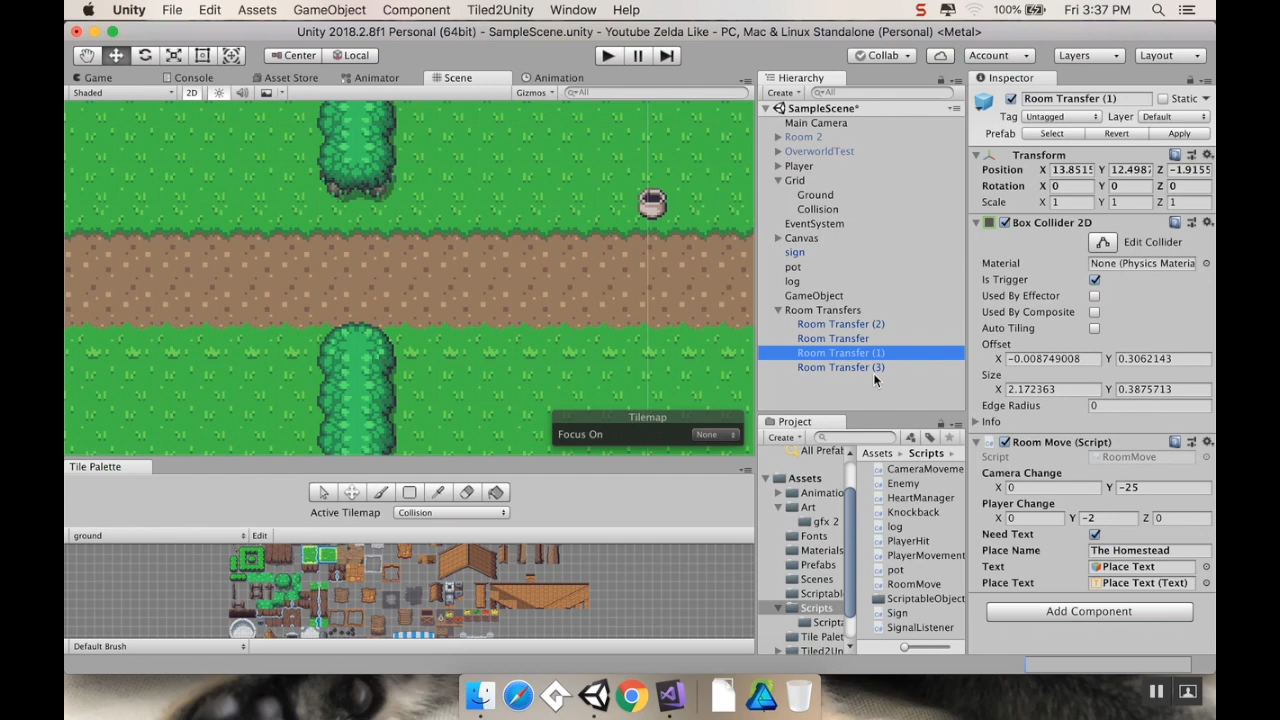 Unity File Edit Assets GameObject Component Tiled2Unity Window Help 100% Fri 3:37 PM
Unity 2018.2.8f1 Personal (64bit) - SampleScene.unity - Youtube Zelda Like - PC, Mac & Linux Standalone (Personal) <Metal>
Center Local Collab Account Layers Layout
Game Console Asset Store Animator Scene Animation
Shaded 2D Gizmos All
Tilemap
Focus On None
Tile Palette
Active Tilemap Collision
ground Edit
Default Brush
Hierarchy
Create All
SampleScene*
Main Camera
Room 2
OverworldTest
Player
Grid
Ground
Collision
EventSystem
Canvas
sign
pot
log
GameObject
Room Transfers
Room Transfer (2)
Room Transfer
Room Transfer (1)
Room Transfer (3)
Project
Create
All Prefat
Assets
Animatio
Art
gfx 2
Fonts
Materials
Prefabs
Scenes
Scriptabl
Scripts
Scripta
Tile Palet
Tiled2Uni
Assets Scripts
CameraMoveme
Enemy
HeartManager
Knockback
log
PlayerHit
PlayerMovement
pot
RoomMove
ScriptableObject
Sign
SignalListener
Inspector
Room Transfer (1) Static
Tag Untagged Layer Default
Prefab Select Revert Apply
Transform
Position X 13.8515 Y 12.4987 Z -1.9155
Rotation X 0 Y 0 Z 0
Scale X 1 Y 1 Z 1
Box Collider 2D
Edit Collider
Material None (Physics Materia
Is Trigger
Used By Effector
Used By Composite
Auto Tiling
Offset
X -0.008749008 Y 0.3062143
Size
X 2.172363 Y 0.3875713
Edge Radius 0
Info
Room Move (Script)
Script RoomMove
Camera Change
X 0 Y -25
Player Change
X 0 Y -2 Z 0
Need Text
Place Name The Homestead
Text Place Text
Place Text Place Text (Text)
Add Component